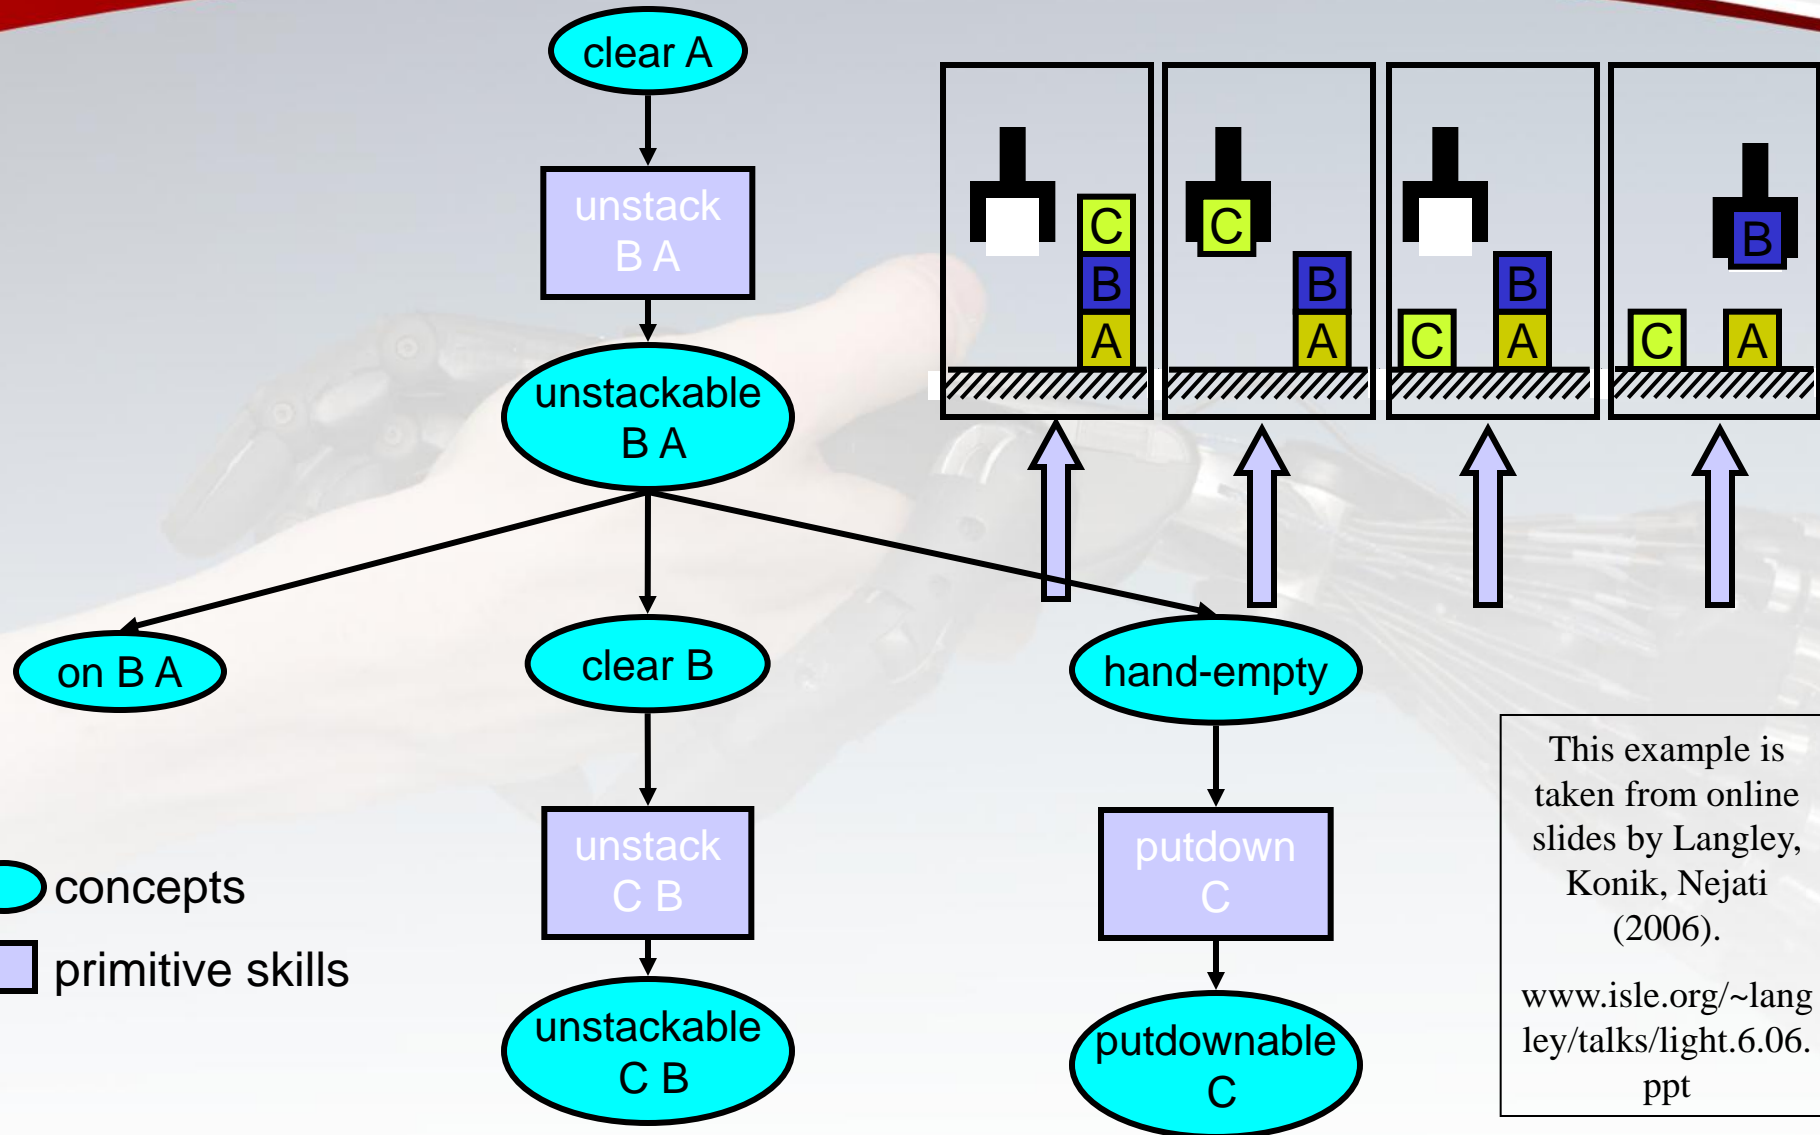 clear A
unstack
B A
unstackable
B A
on B A
clear B
hand-empty
unstack
C B
putdown
C
unstackable
C B
putdownable
C
concepts
primitive skills
C
B
A
C
B
A
B
C
A
B
C
A
This example is
taken from online
slides by Langley,
Konik, Nejati
(2006).
www.isle.org/~lang
ley/talks/light.6.06.
ppt